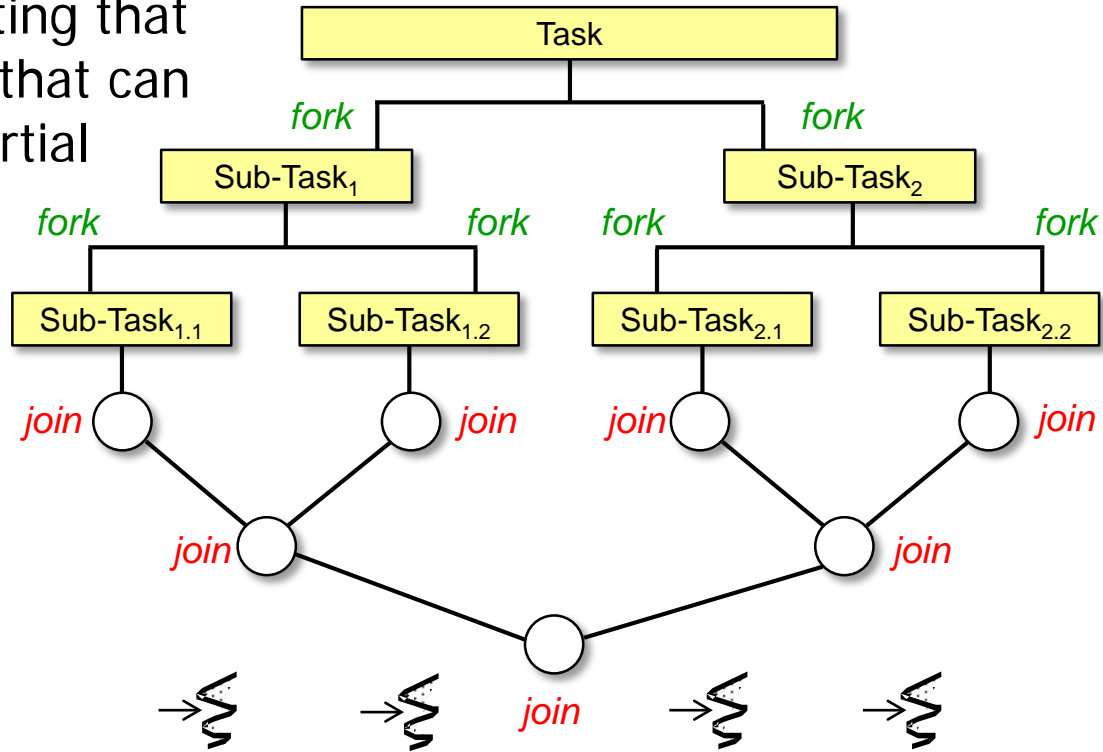 ting that
that can
rtial
Task
fork fork
Sub-Task₁ Sub-Task₂
fork fork fork fork
Sub-Task₁.₁ Sub-Task₁.₂ Sub-Task₂.₁ Sub-Task₂.₂
join join join join
join join
join